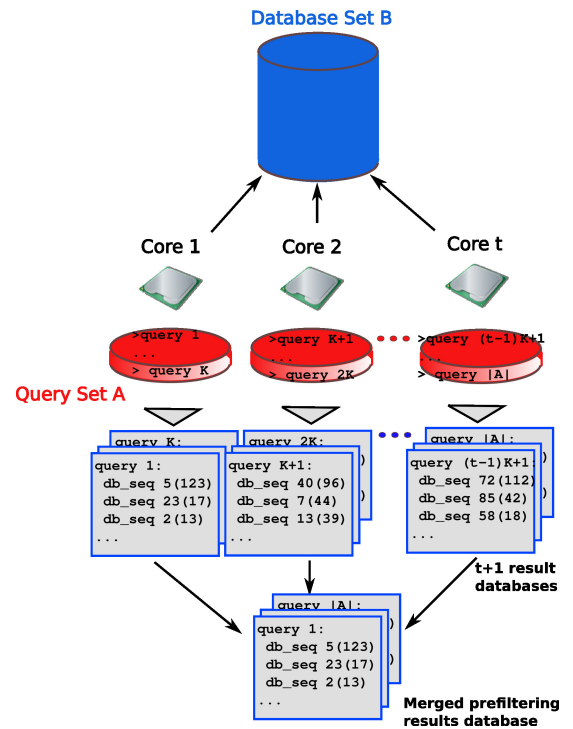 Database Set B
Core 1
Core 2
Core t
>query 1
...
> query K
>query K+1
...
> query 2K
>query (t-1)K+1
...
> query |A|
Query Set A
query K:
query 1:
db_seq 5(123)
db_seq 23(17)
db_seq 2(13)
...
query 2K:
)
)
query K+1:
db_seq 40(96)
db_seq 7(44)
db_seq 13(39)
...
query |A|:
)
)
query (t-1)K+1:
db_seq 72(112)
db_seq 85(42)
db_seq 58(18)
...
t+1 result
databases
query |A|:
)
)
query 1:
db_seq 5(123)
db_seq 23(17)
db_seq 2(13)
...
Merged prefiltering
results database